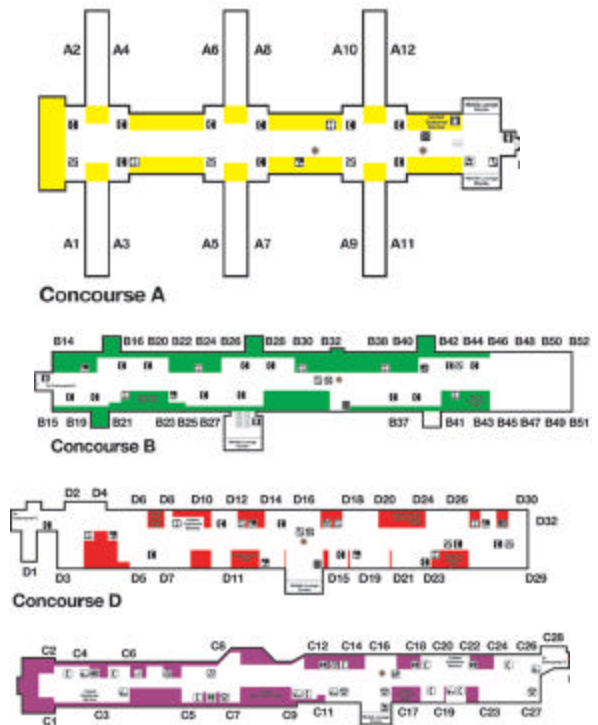 A2 A4 A6 A8 A10 A12
A1 A3 A5 A7 A9 A11
Concourse A
B14 B16 B20 B22 B24 B26 B28 B30 B32 B38 B40 B42 B44 B46 B48 B50 B52
B15 B19 B21 B23 B25 B27 B37 B41 B43 B45 B47 B49 B51
Concourse B
D2 D4 D6 D8 D10 D12 D14 D16 D18 D20 D24 D26 D30
D32
D1 D3 D7 D11 D15 D19 D21 D23 D29
Concourse D
C2 C4 C6 C8 C12 C14 C16 C18 C20 C22 C24 C26 C28
C1 C3 C5 C7 C9 C11 C17 C19 C23 C27